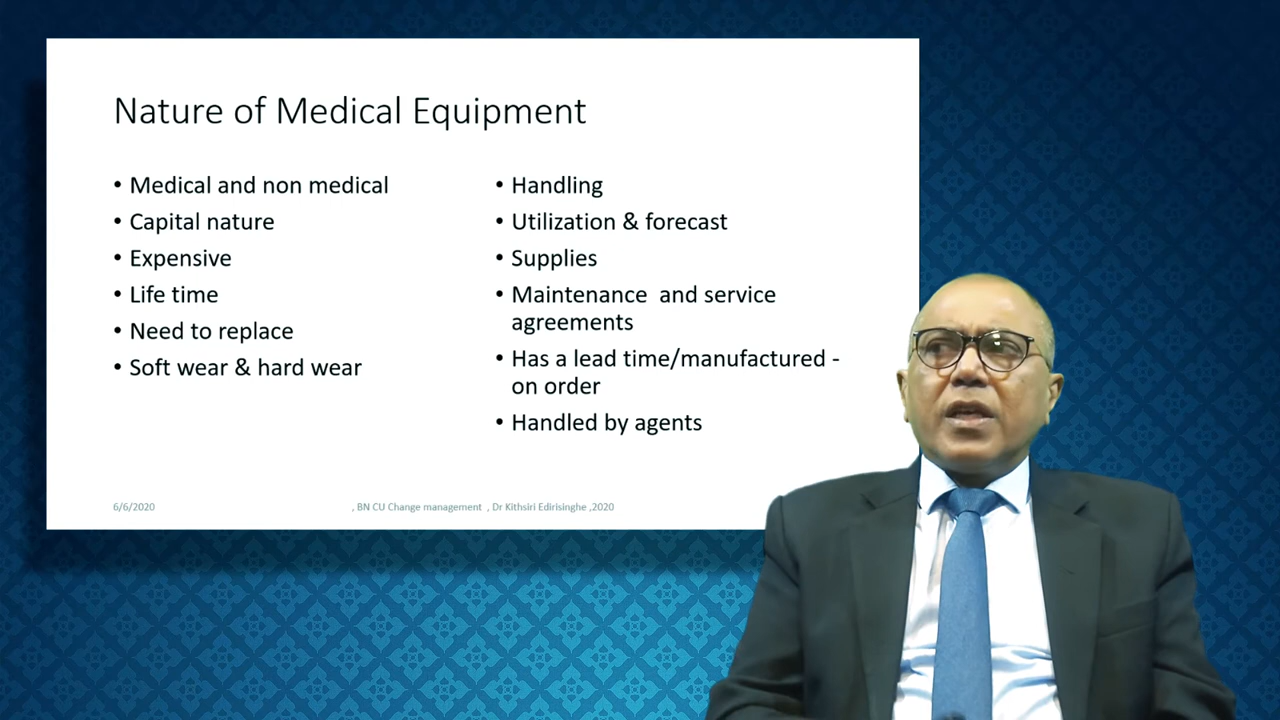 Nature of Medical Equipment
• Medical and non medical
• Capital nature
• Expensive
• Life time
• Need to replace
• Soft wear & hard wear
• Handling
• Utilization & forecast
• Supplies
• Maintenance  and service
agreements
• Has a lead time/manufactured -
on order
• Handled by agents
6/6/2020
, BN CU Change management  , Dr Kithsiri Edirisinghe ,2020